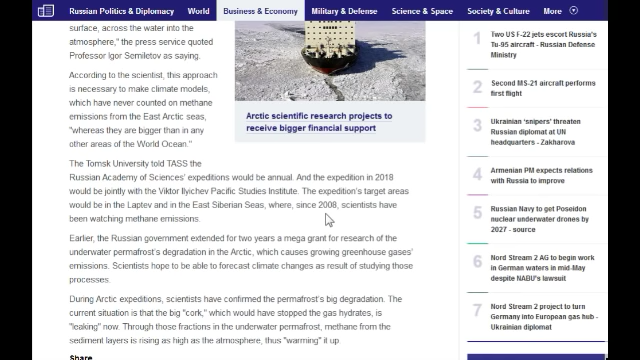 Russian Politics & Diplomacy World Business & Economy Military & Defense Science & Space Society & Culture More
surface, across the water into the
atmosphere," the press service quoted
Professor Igor Semiletov as saying.
According to the scientist, this approach
is necessary to make climate models,
which have never counted on methane
emissions from the East Arctic seas,
"whereas they are bigger than in any
other areas of the World Ocean."
Arctic scientific research projects to
receive bigger financial support
The Tomsk University told TASS the
Russian Academy of Sciences' expeditions would be annual. And the expedition in 2018
would be jointly with the Viktor Ilyichev Pacific Studies Institute. The expedition's target areas
would be in the Laptev and in the East Siberian Seas, where, since 2008, scientists have
been watching methane emissions.
Earlier, the Russian government extended for two years a mega grant for research of the
underwater permafrost's degradation in the Arctic, which causes growing greenhouse gases'
emissions. Scientists hope to be able to forecast climate changes as result of studying those
processes.
During Arctic expeditions, scientists have confirmed the permafrost's big degradation. The
current situation is that the big "cork," which would have stopped the gas hydrates, is
"leaking" now. Through those fractions in the underwater permafrost, methane from the
sediment layers is rising as high as the atmosphere, thus "warming" it up.
Share
1 Two US F-22 jets escort Russia's
Tu-95 aircraft - Russian Defense
Ministry
2 Second MS-21 aircraft performs
first flight
3 Ukrainian 'snipers' threaten
Russian diplomat at UN
headquarters - Zakharova
4 Armenian PM expects relations
with Russia to improve
5 Russian Navy to get Poseidon
nuclear underwater drones by
2027 - source
6 Nord Stream 2 AG to begin work
in German waters in mid-May
despite NABU's lawsuit
7 Nord Stream 2 project to turn
Germany into European gas hub -
Ukrainian diplomat